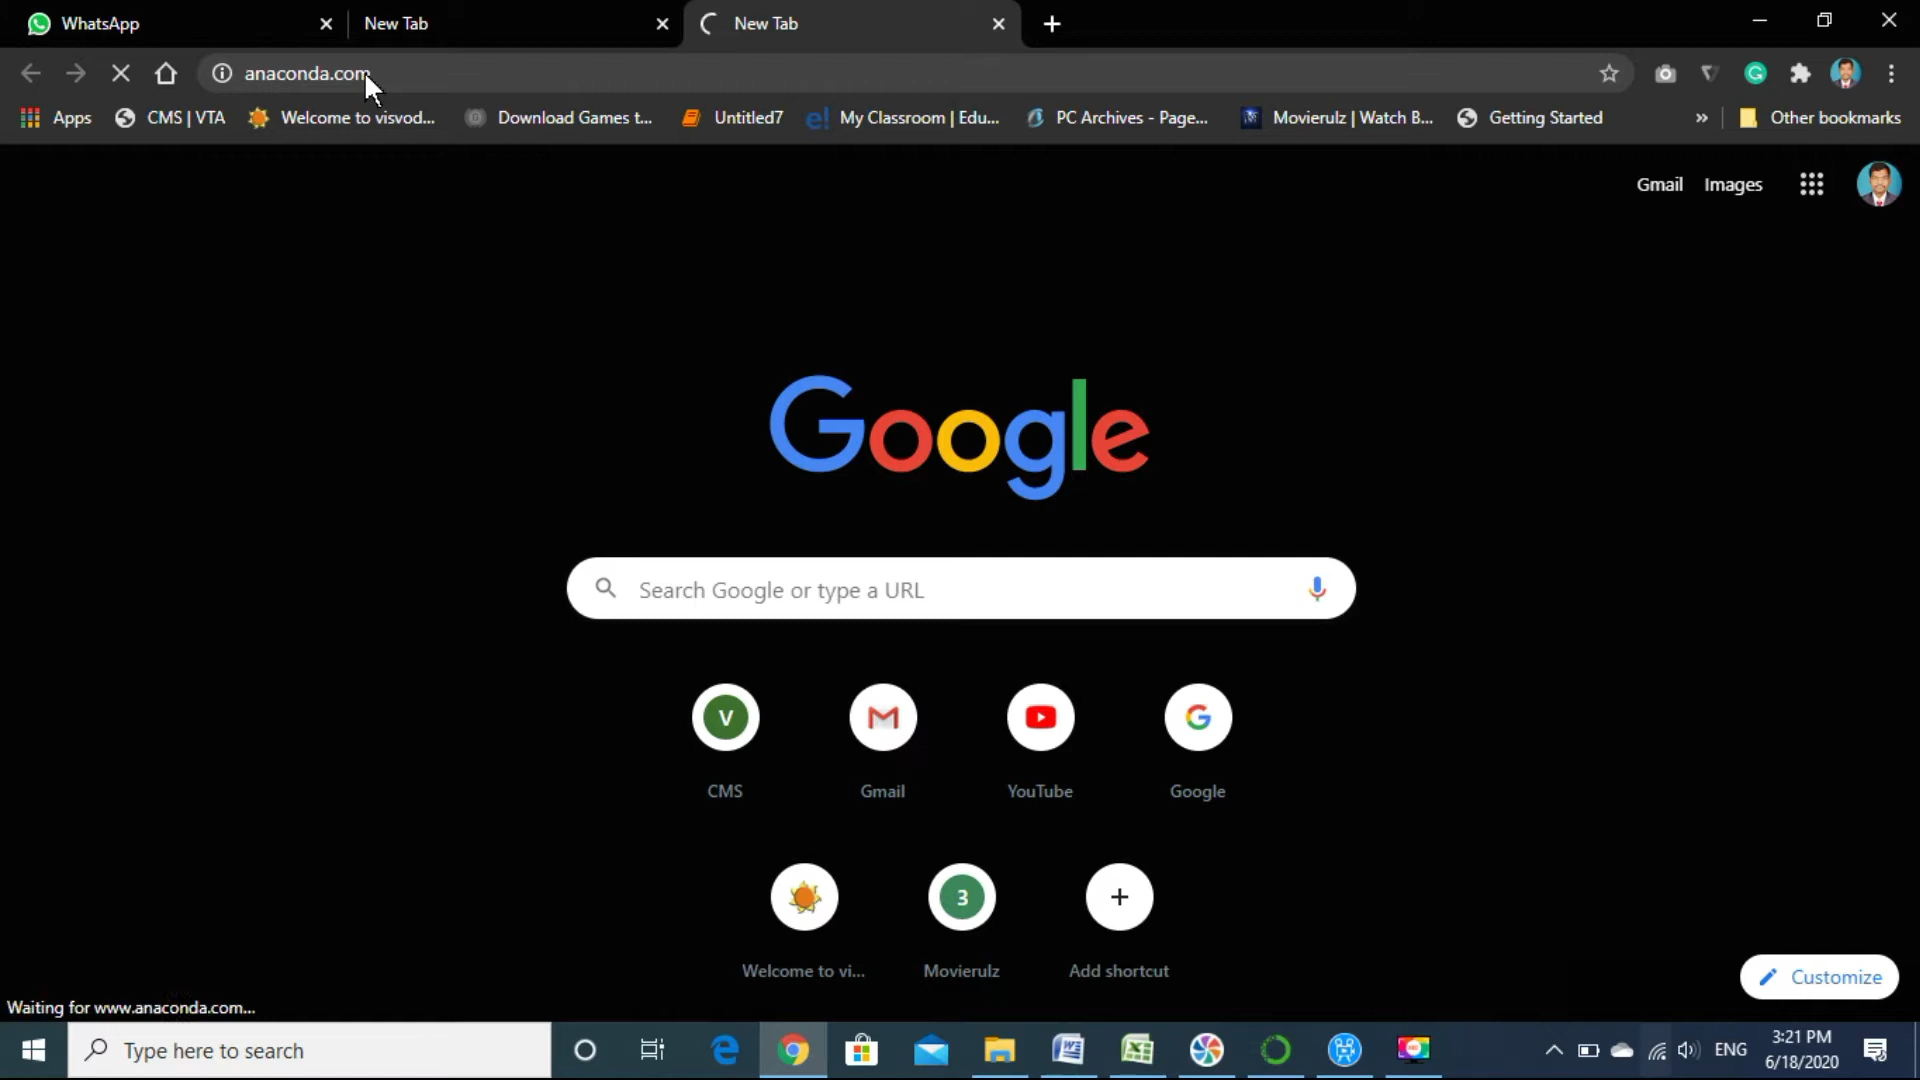 WhatsApp
New Tab
New Tab
anaconda.com
Apps
CMS | VTA
Welcome to visvod...
Download Games t...
Untitled7
e! My Classroom | Edu...
PC Archives - Page...
Movierulz | Watch B...
Getting Started
»
Other bookmarks
Gmail
Images
Google
Search Google or type a URL
V
3
CMS
Gmail
YouTube
Google
Welcome to vi...
Movierulz
Add shortcut
Customize
Waiting for www.anaconda.com...
Type here to search
ENG
3:21 PM
6/18/2020